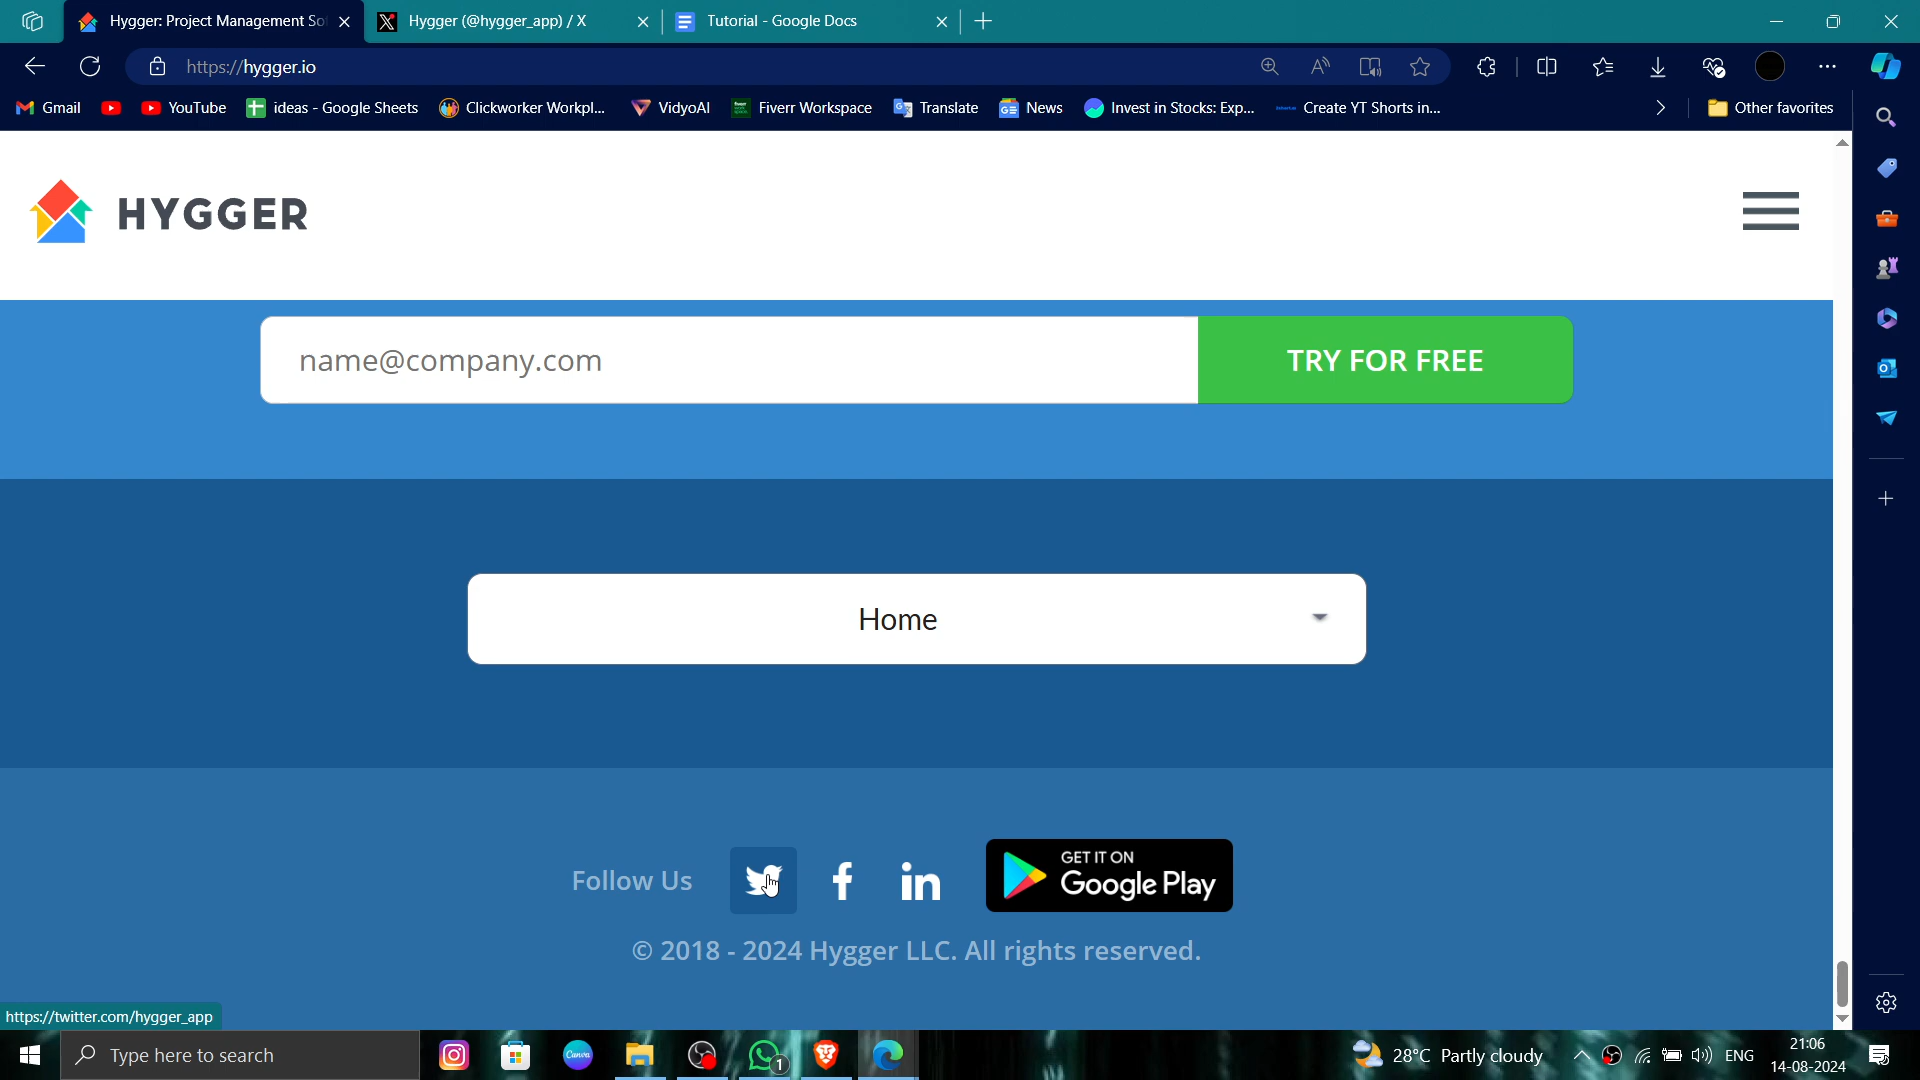 Hygger: Project Management So
Hygger (@hygger_app) / X
Tutorial - Google Docs
https://hygger.io
Gmail
YouTube
ideas - Google Sheets
Clickworker Workpl...
VidyoAI
Fiverr Workspace
Translate
News
Invest in Stocks: Exp...
Create YT Shorts in...
Other favorites
HYGGER
name@company.com
TRY FOR FREE
Home
Follow Us
GET IT ON
Google Play
© 2018 - 2024 Hygger LLC. All rights reserved.
https://twitter.com/hygger_app
Type here to search
Canva
1
28°C Partly cloudy
ENG
21:06
14-08-2024